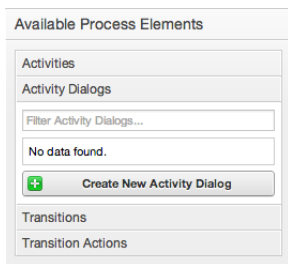 Available Process Elements
Activities
Activity Dialogs
Filter Activity Dialogs...
No data found.
Create New Activity Dialog
Transitions
Transition Actions